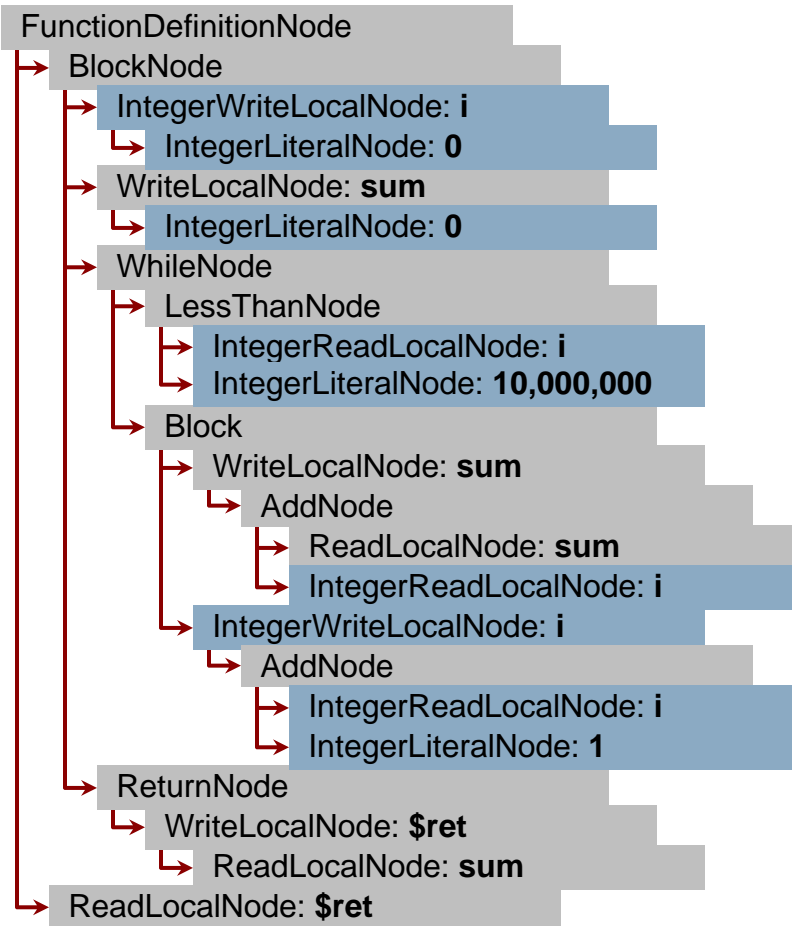 FunctionDefinitionNode
BlockNode
IntegerWriteLocalNode: i
IntegerLiteralNode: 0
WriteLocalNode: sum
IntegerLiteralNode: 0
WhileNode
LessThanNode
IntegerReadLocalNode: i
IntegerLiteralNode: 10,000,000
Block
WriteLocalNode: sum
AddNode
ReadLocalNode: sum
IntegerReadLocalNode: i
IntegerWriteLocalNode: i
AddNode
IntegerReadLocalNode: i
IntegerLiteralNode: 1
ReturnNode
WriteLocalNode: $ret
ReadLocalNode: sum
ReadLocalNode: $ret